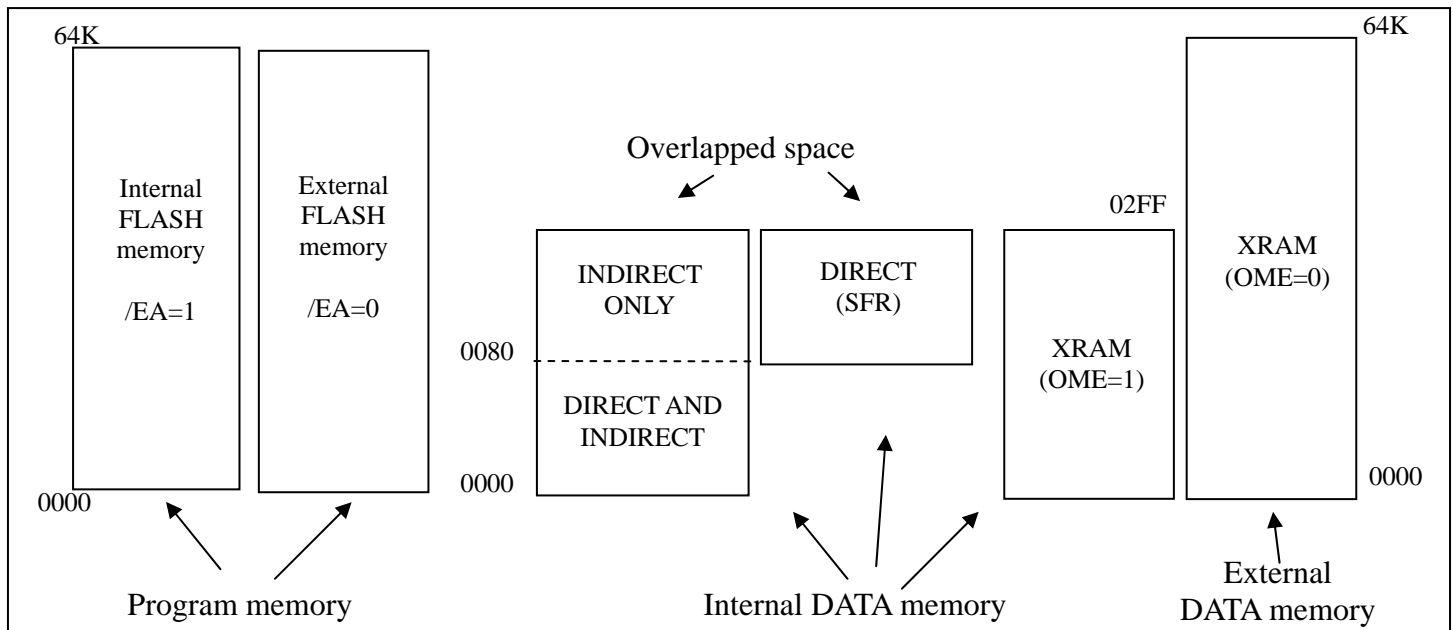 64K
64K
Overlapped space
Internal
FLASH
memory
/EA=1
External
FLASH
memory
/EA=0
02FF
INDIRECT
ONLY
DIRECT
(SFR)
XRAM
(OME=0)
0080
XRAM
(OME=1)
DIRECT AND
INDIRECT
0000
0000
0000
Program memory
Internal DATA memory
External
DATA memory